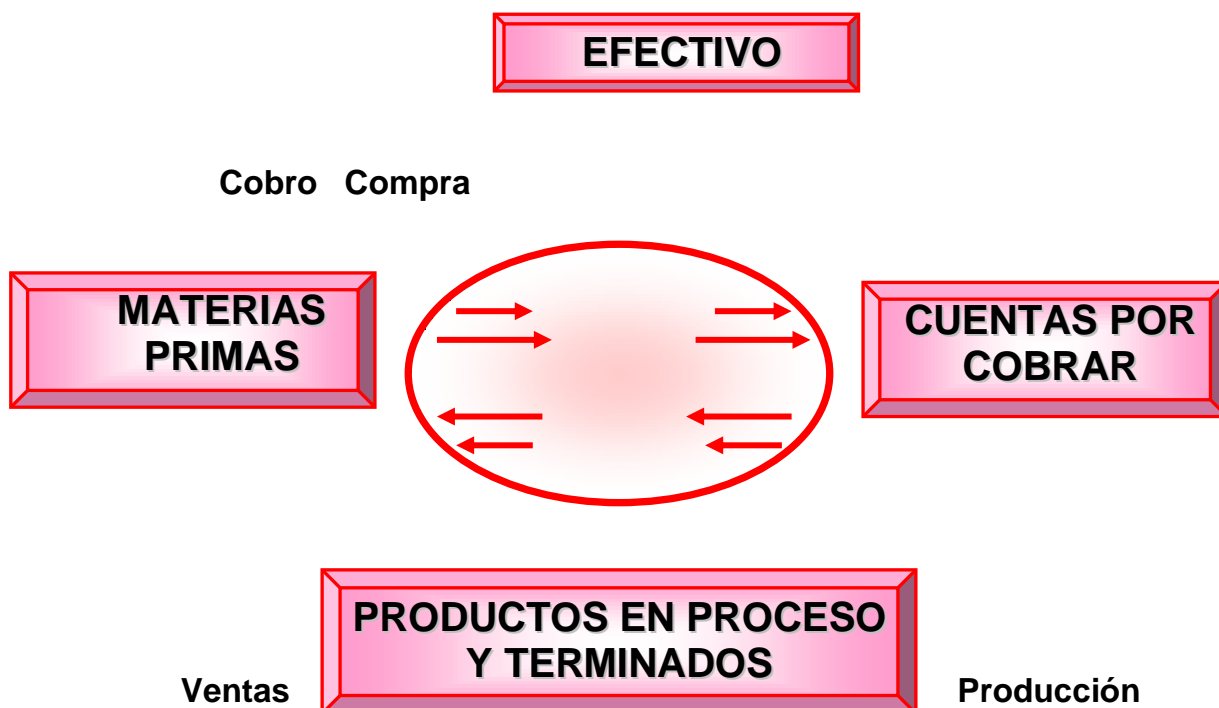 EFECTIVO
Cobro Compra
MATERIAS
PRIMAS
CUENTAS POR
COBRAR
PRODUCTOS EN PROCESO
Y TERMINADOS
Ventas
Producción